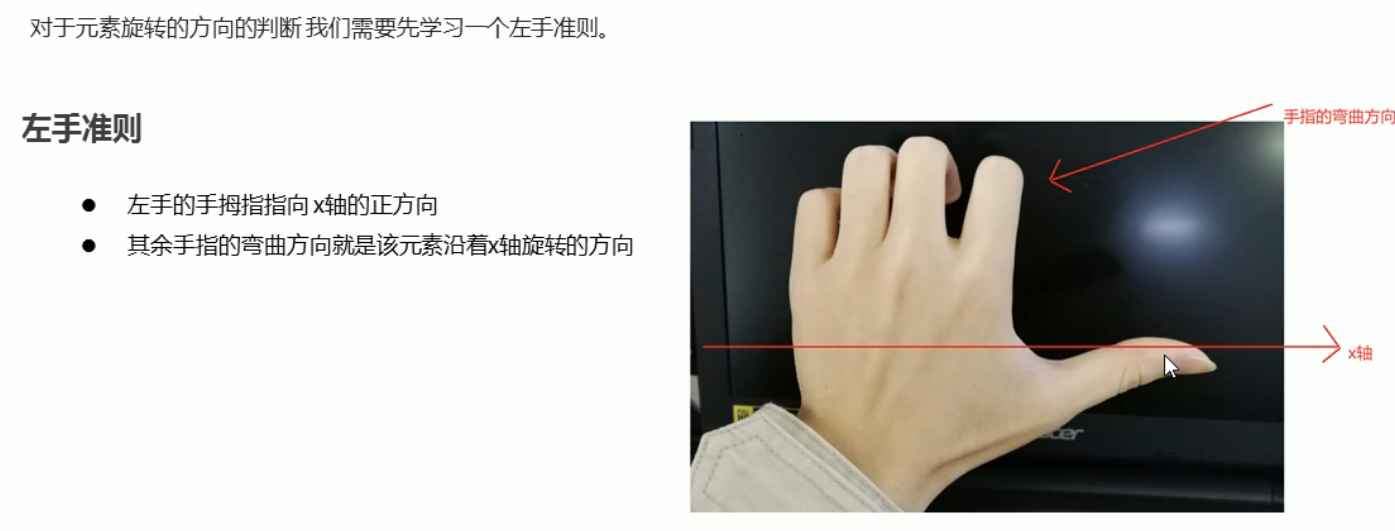 对于元素旋转的方向的判断 我们需要先学习一个左手准则。
左手准则
手指的弯曲方向
● 左手的手拇指指向 x轴的正方向
● 其余手指的弯曲方向就是该元素沿着x轴旋转的方向
x轴
acer